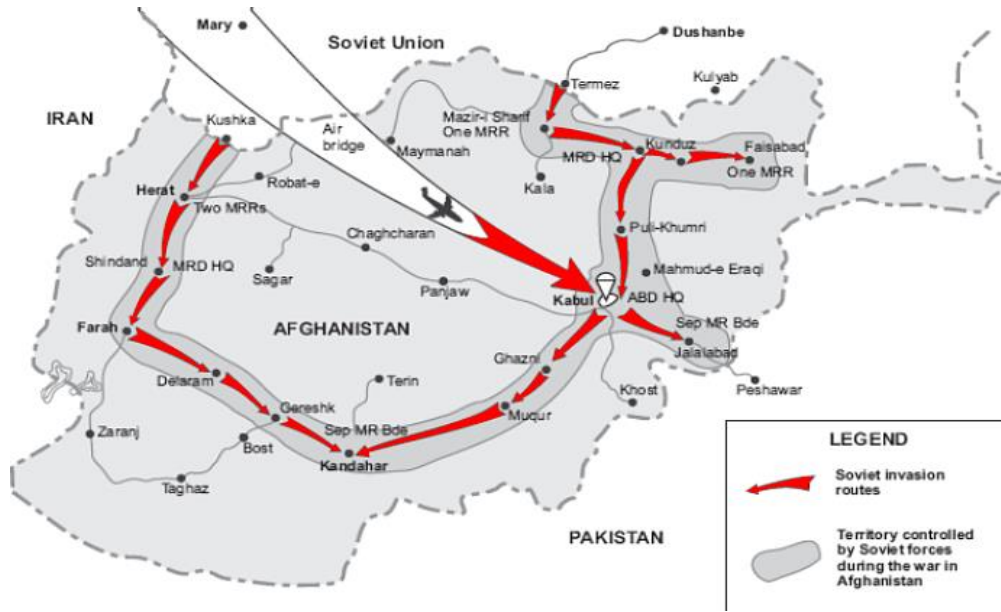 Mary
Soviet Union
Dushanbe
Kulyab
Termez
IRAN
Kushka
Air
bridge
Mazir-i Sharif
One MRR
Maymanah
MRD HQ
Kunduz
Faisabad
One MRR
Kala
Robat-e
Herat
Two MRRs
Puli-Khumri
Chaghcharan
Shindand
MRD HQ
Sagar
Panjaw
Mahmud-e Eraqi
Kabul
ABD HQ
AFGHANISTAN
Farah
Sep MR Bde
Jalalabad
Ghazni
Delaram
Terin
Khost
Peshawar
Gereshk
Muqur
Zaranj
Bost
Sep MR Bde
Kandahar
Taghaz
PAKISTAN
LEGEND
Soviet invasion
routes
Territory controlled
by Soviet forces
during the war in
Afghanistan